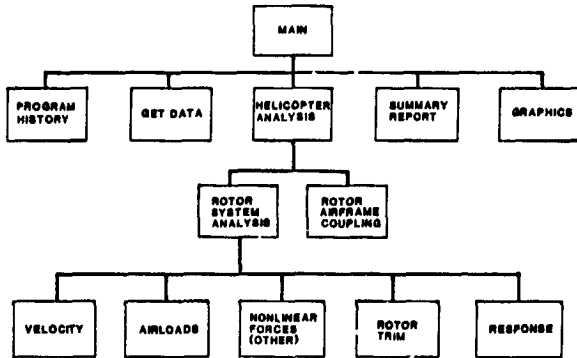 MAIN
PROGRAM
HISTORY
GET DATA
HELICOPTER
ANALYSIS
SUMMARY
REPORT
GRAPHICS
ROTOR
SYSTEM
ANALYSIS
ROTOR
AIRFRAME
COUPLING
VELOCITY
AIRLOADS
NONLINEAR
FORCES
(OTHER)
ROTOR
TRIM
RESPONSE